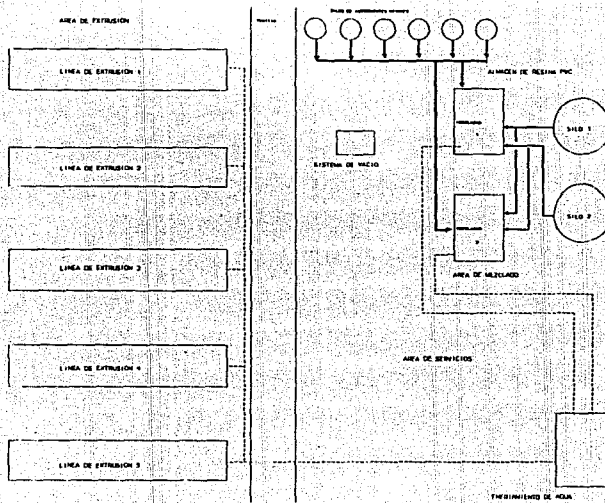 AREA DE EXTRUSIÓN
LINEA DE EXTRUSION 1
LINEA DE EXTRUSION 2
LINEA DE EXTRUSION 3
LINEA DE EXTRUSION 4
LINEA DE EXTRUSION 5
ALMACEN DE RESINA PVC
1
SILO 1
SISTEMA DE VACIO
SILO 2
AREA DE MEZCLADO
AREA DE SERVICIOS
ENFRIAMIENTO DE AGUA